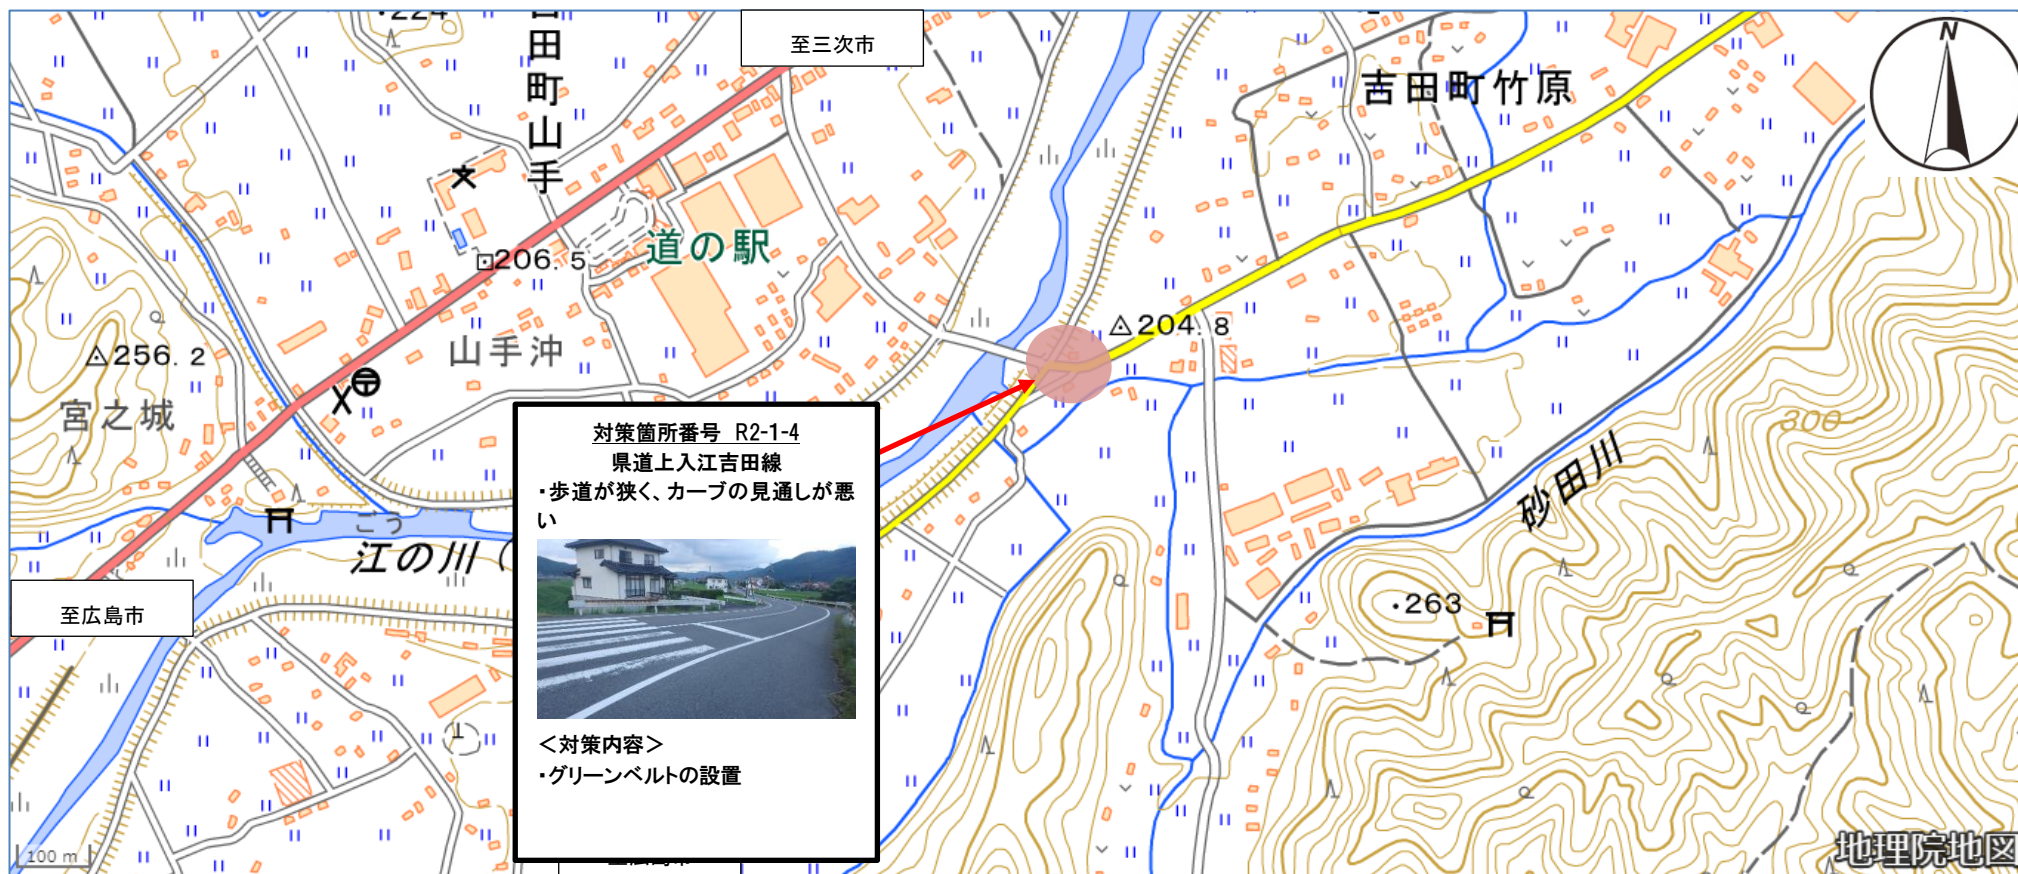 224
至三次市
N
吉田町竹原
田町山手
道の駅
206.5
204.8
山手沖
256.2
宮之城
対策箇所番号 R2-1-4
県道上入江吉田線
・歩道が狭く、カーブの見通しが悪
い
300
砂田川
ごう
江の川(
至広島市
263
<対策内容>
・グリーンベルトの設置
100 m
地理院地図